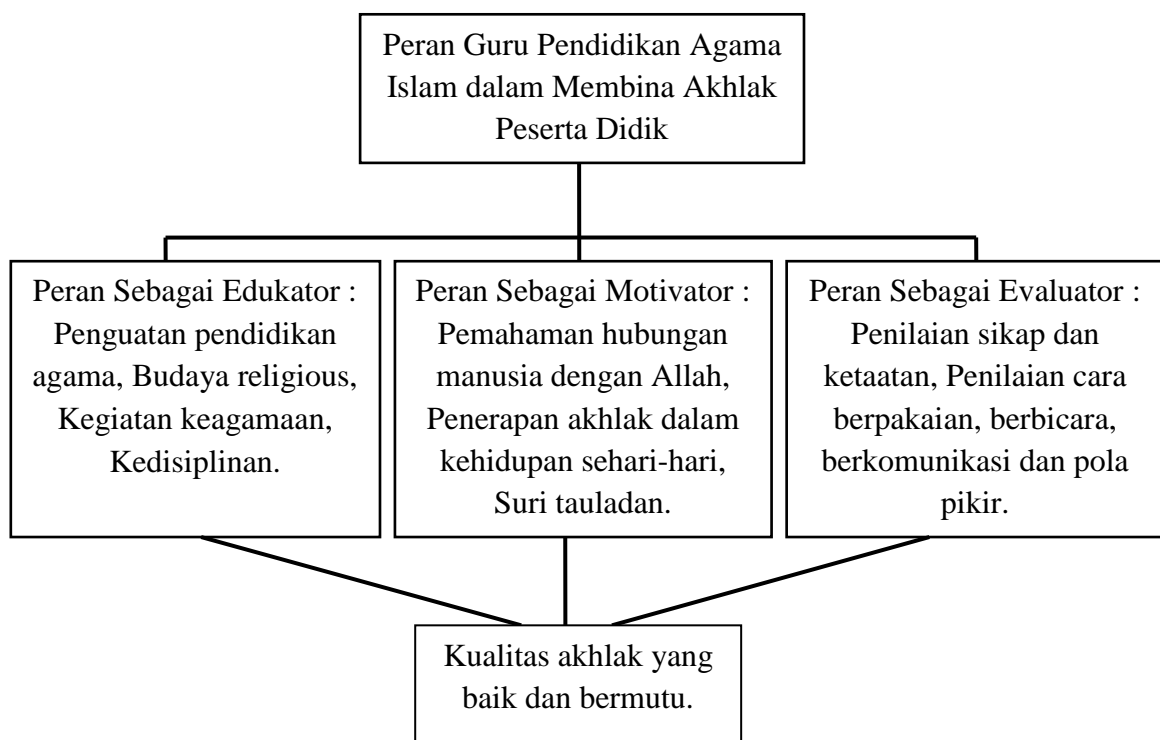 Peran Guru Pendidikan Agama
Islam dalam Membina Akhlak
Peserta Didik
Peran Sebagai Edukator :
Penguatan pendidikan
agama, Budaya religious,
Kegiatan keagamaan,
Kedisiplinan.
Peran Sebagai Motivator :
Pemahaman hubungan
manusia dengan Allah,
Penerapan akhlak dalam
kehidupan sehari-hari,
Suri tauladan.
Peran Sebagai Evaluator :
Penilaian sikap dan
ketaatan, Penilaian cara
berpakaian, berbicara,
berkomunikasi dan pola
pikir.
Kualitas akhlak yang
baik dan bermutu.